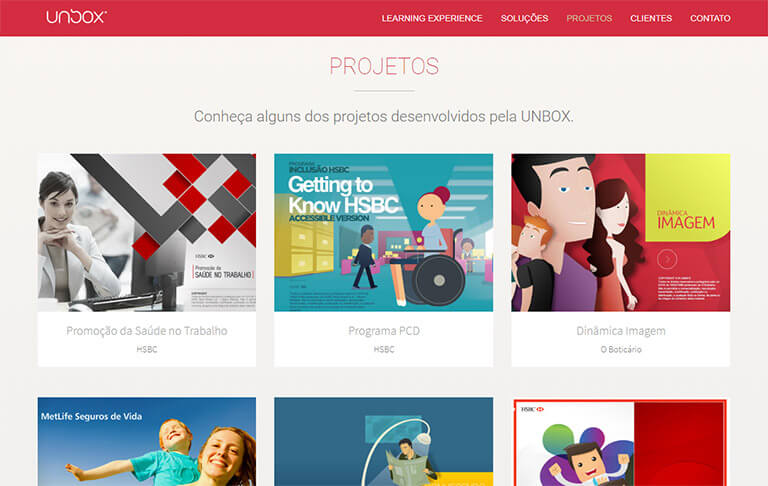 unbox
LEARNING EXPERIENCE SOLUÇÕES PROJETOS CLIENTES CONTATO
PROJETOS
Conheça alguns dos projetos desenvolvidos pela UNBOX.
HSBC
Promoção da
SAÚDE NO TRABALHO
Promoção da Saúde no Trabalho
HSBC
PROGRAMA
INCLUSÃO HSBC
Getting to
Know HSBC
ACCESSIBLE VERSION
Programa PCD
HSBC
DINÂMICA
IMAGEM
Dinâmica Imagem
O Boticário
MetLife Seguros de Vida
HSBC